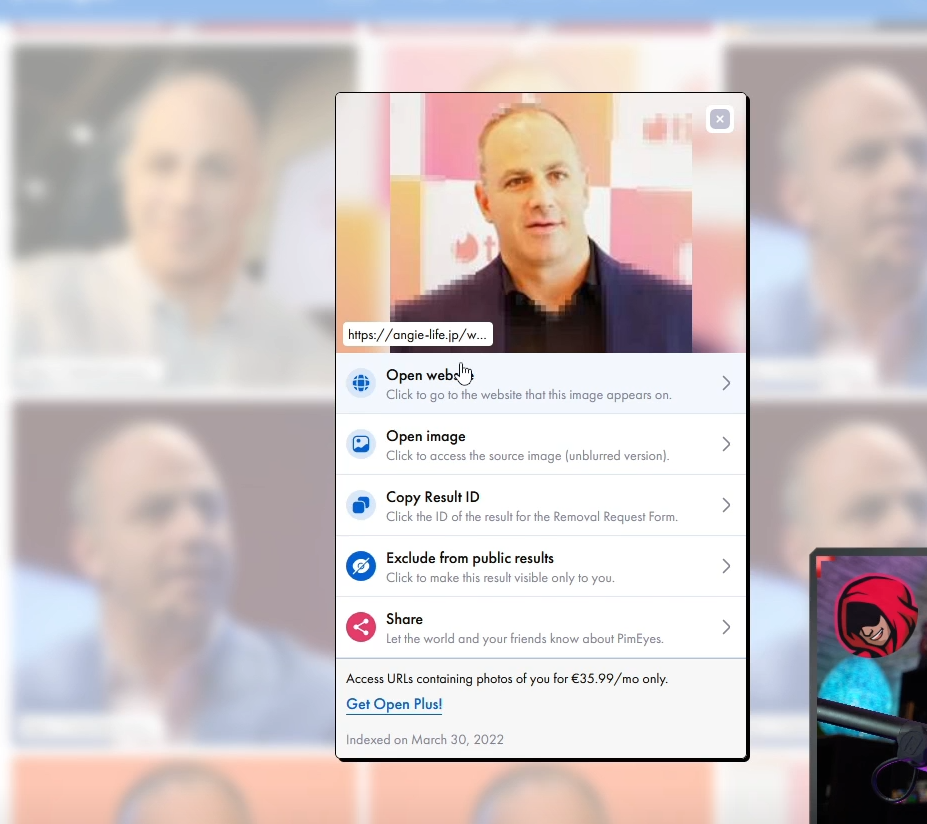 https://angie-life.jp/w...
Open website
Click to go to the website that this image appears on.
Open image
Click to access the source image (unblurred version).
Copy Result ID
Click the ID of the result for the Removal Request Form.
Exclude from public results
Click to make this result visible only to you.
Share
Let the world and your friends know about PimEyes.
Access URLs containing photos of you for €35.99/mo only.
Get Open Plus!
Indexed on March 30, 2022